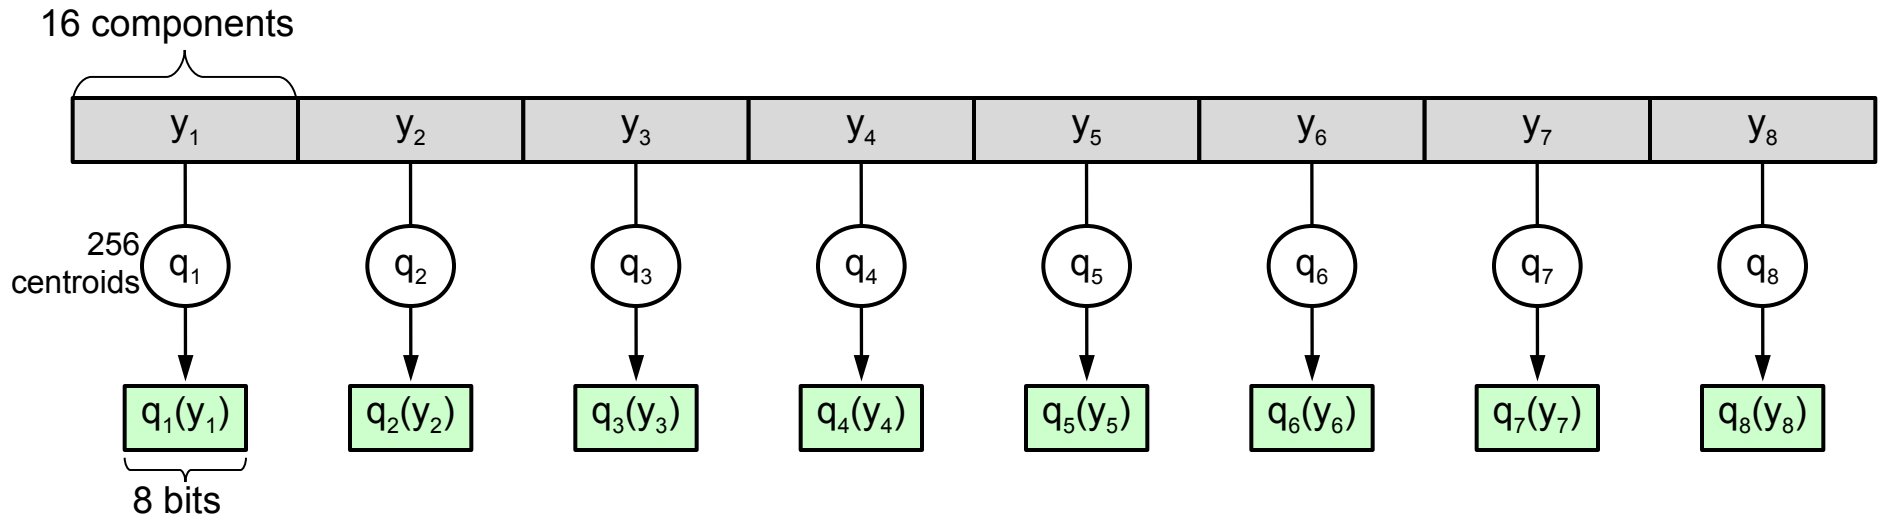 16 components
y₁ y₂ y₃ y₄ y₅ y₆ y₇ y₈
256
centroids
q₁ q₂ q₃ q₄ q₅ q₆ q₇ q₈
q₁(y₁) q₂(y₂) q₃(y₃) q₄(y₄) q₅(y₅) q₆(y₆) q₇(y₇) q₈(y₈)
8 bits